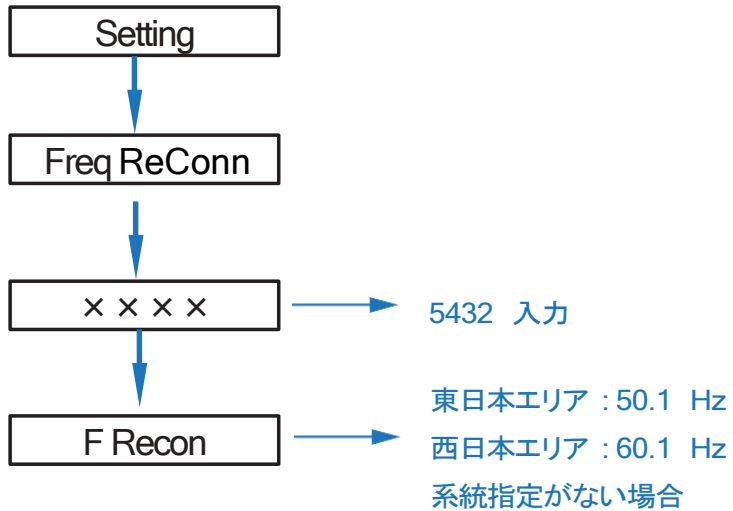 Setting
Freq ReConn
× × × ×
5432 入力
F Recon
東日本エリア : 50.1 Hz
西日本エリア : 60.1 Hz
系統指定がない場合